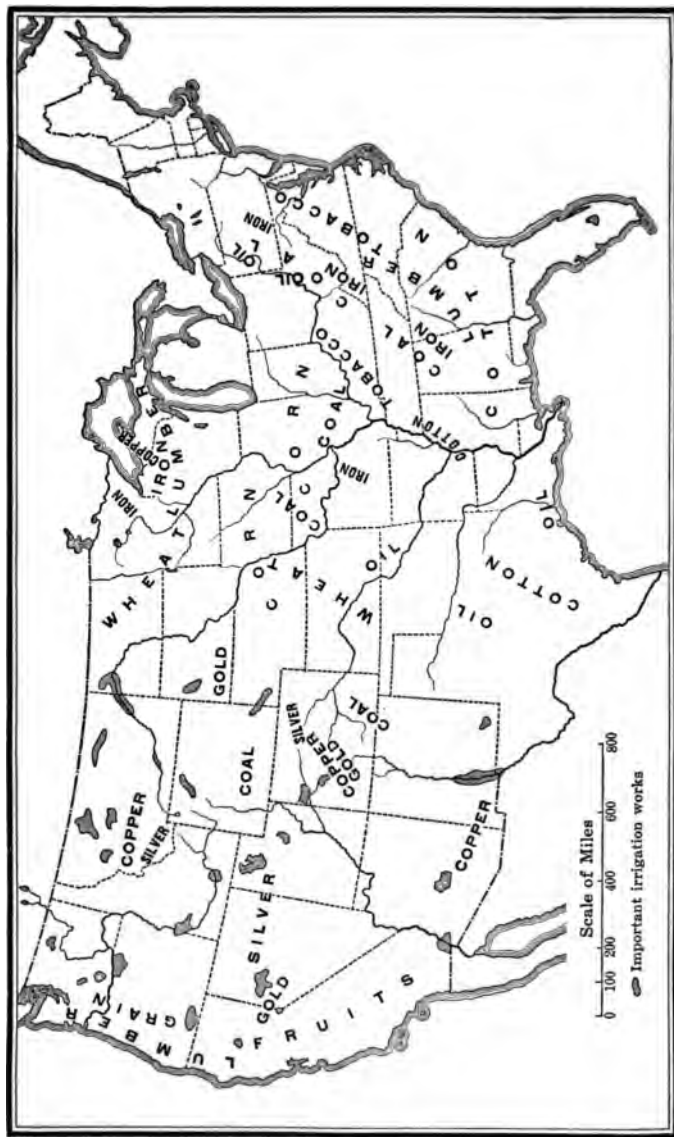 LUMBER
GRAIN
FRUITS
GOLD
SILVER
COPPER
SILVER
COPPER
COAL
SILVER
COPPER
GOLD
COAL
GOLD
WHEAT
CATTLE
WHEAT
OIL
OIL
COTTON
OIL
IRON
COPPER
IRON
LUMBER
CORN
COAL
CORN
COAL
IRON
COTTON
TOBACCO
COAL
IRON
COAL
IRON
OIL
OIL
IRON
TOBACCO
LUMBER
COTTON
Scale of Miles
0 100 200 400 600 800
Important irrigation works